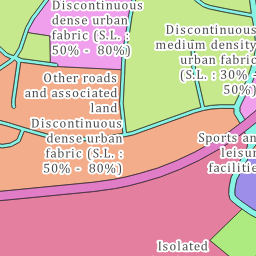 Discontinuous
dense urban
fabric (S.L. :
50% - 80%)
Discontinuous
medium density
urban fabric
(S.L. : 30% -
50%)
Other roads
and associated
land
Discontinuous
dense urban
fabric (S.L. :
50% - 80%)
Sports an
leisur
facilitie
Isolated